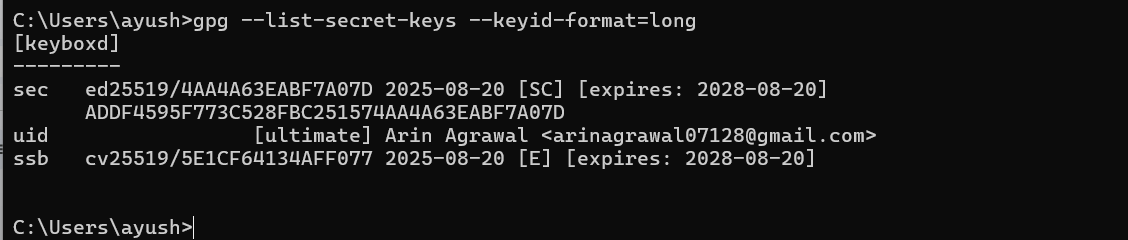 C:\Users\ayush>gpg --list-secret-keys --keyid-format=long
[keyboxd]
---------
sec   ed25519/4AA4A63EABF7A07D 2025-08-20 [SC] [expires: 2028-08-20]
      ADDF4595F773C528FBC251574AA4A63EABF7A07D
uid                 [ultimate] Arin Agrawal <arinagrawal07128@gmail.com>
ssb   cv25519/5E1CF64134AFF077 2025-08-20 [E] [expires: 2028-08-20]
C:\Users\ayush>